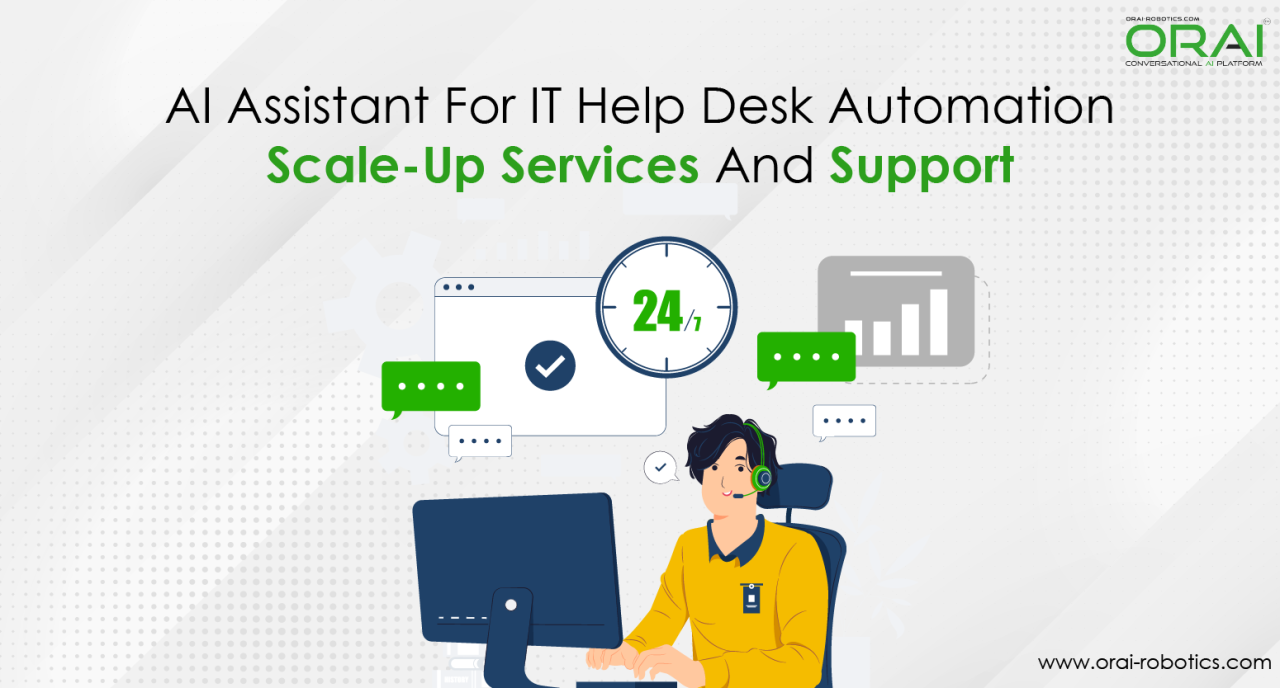 ORAI-ROBOTICS.COM
ORAI
CONVERSATIONAL AI PLATFORM
AI Assistant For IT Help Desk Automation
Scale-Up Services And Support
24/7
www.orai-robotics.com